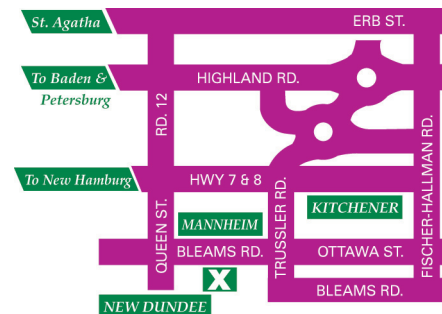 St. Agatha
ERB ST.
To Baden &
Petersburg
HIGHLAND RD.
RD. 12
FISCHER-HALLMAN RD.
To New Hamburg
HWY 7 & 8
TRUSSLER RD.
KITCHENER
MANNHEIM
QUEEN ST.
BLEAMS RD.
OTTAWA ST.
X
BLEAMS RD.
NEW DUNDEE